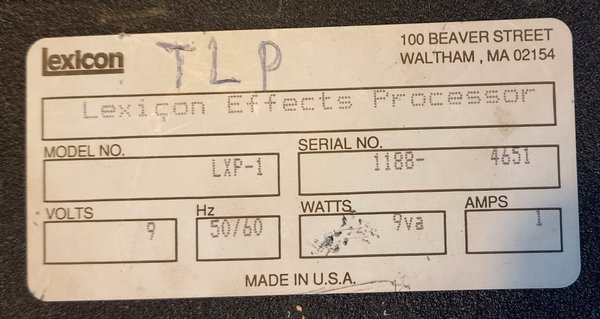 lexicon TLP 100 BEAVER STREET
WALTHAM, MA 02154
Lexicon Effects Processor
MODEL NO. LXP-1
SERIAL NO. 1188- 4651
VOLTS 9
Hz 50/60
WATTS 9va
AMPS 1
MADE IN U.S.A.